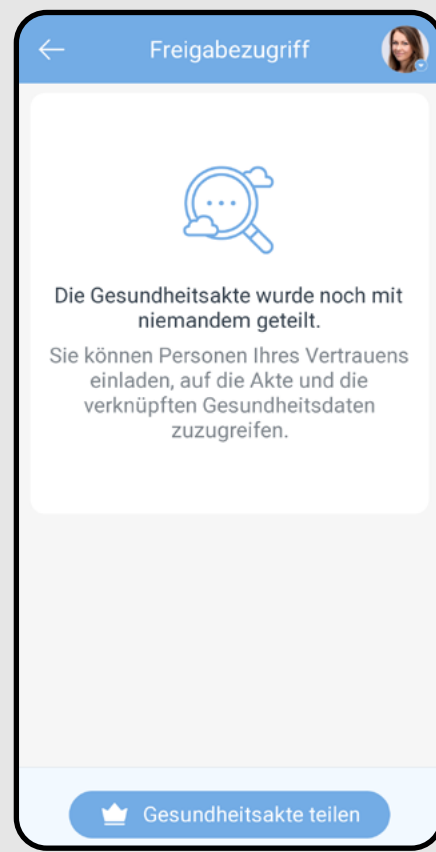 Freigabezugriff
Die Gesundheitsakte wurde noch mit
niemandem geteilt.
Sie können Personen Ihres Vertrauens
einladen, auf die Akte und die
verknüpften Gesundheitsdaten
zuzugreifen.
Gesundheitsakte teilen